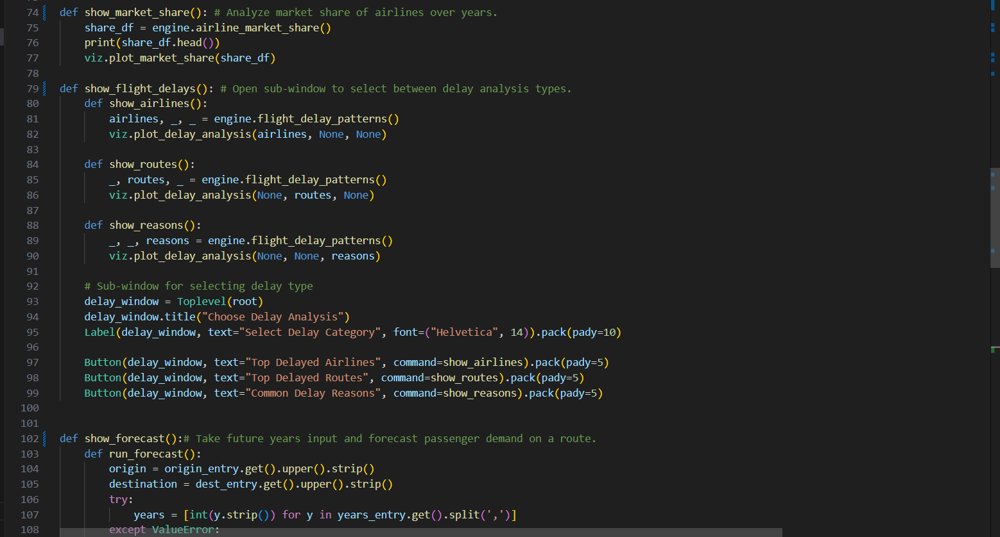 74 def show_market_share(): # Analyze market share of airlines over years.
75     share_df = engine.airline_market_share()
76     print(share_df.head())
77     viz.plot_market_share(share_df)
78
79 def show_flight_delays(): # Open sub-window to select between delay analysis types.
80     def show_airlines():
81         airlines, _, _ = engine.flight_delay_patterns()
82         viz.plot_delay_analysis(airlines, None, None)
83
84     def show_routes():
85         _, routes, _ = engine.flight_delay_patterns()
86         viz.plot_delay_analysis(None, routes, None)
87
88     def show_reasons():
89         _, _, reasons = engine.flight_delay_patterns()
90         viz.plot_delay_analysis(None, None, reasons)
91
92     # Sub-window for selecting delay type
93     delay_window = Toplevel(root)
94     delay_window.title("Choose Delay Analysis")
95     Label(delay_window, text="Select Delay Category", font=("Helvetica", 14)).pack(pady=10)
96
97     Button(delay_window, text="Top Delayed Airlines", command=show_airlines).pack(pady=5)
98     Button(delay_window, text="Top Delayed Routes", command=show_routes).pack(pady=5)
99     Button(delay_window, text="Common Delay Reasons", command=show_reasons).pack(pady=5)
100
101
102 def show_forecast():# Take future years input and forecast passenger demand on a route.
103     def run_forecast():
104         origin = origin_entry.get().upper().strip()
105         destination = dest_entry.get().upper().strip()
106         try:
107             years = [int(y.strip()) for y in years_entry.get().split(',')]
108         except ValueError: